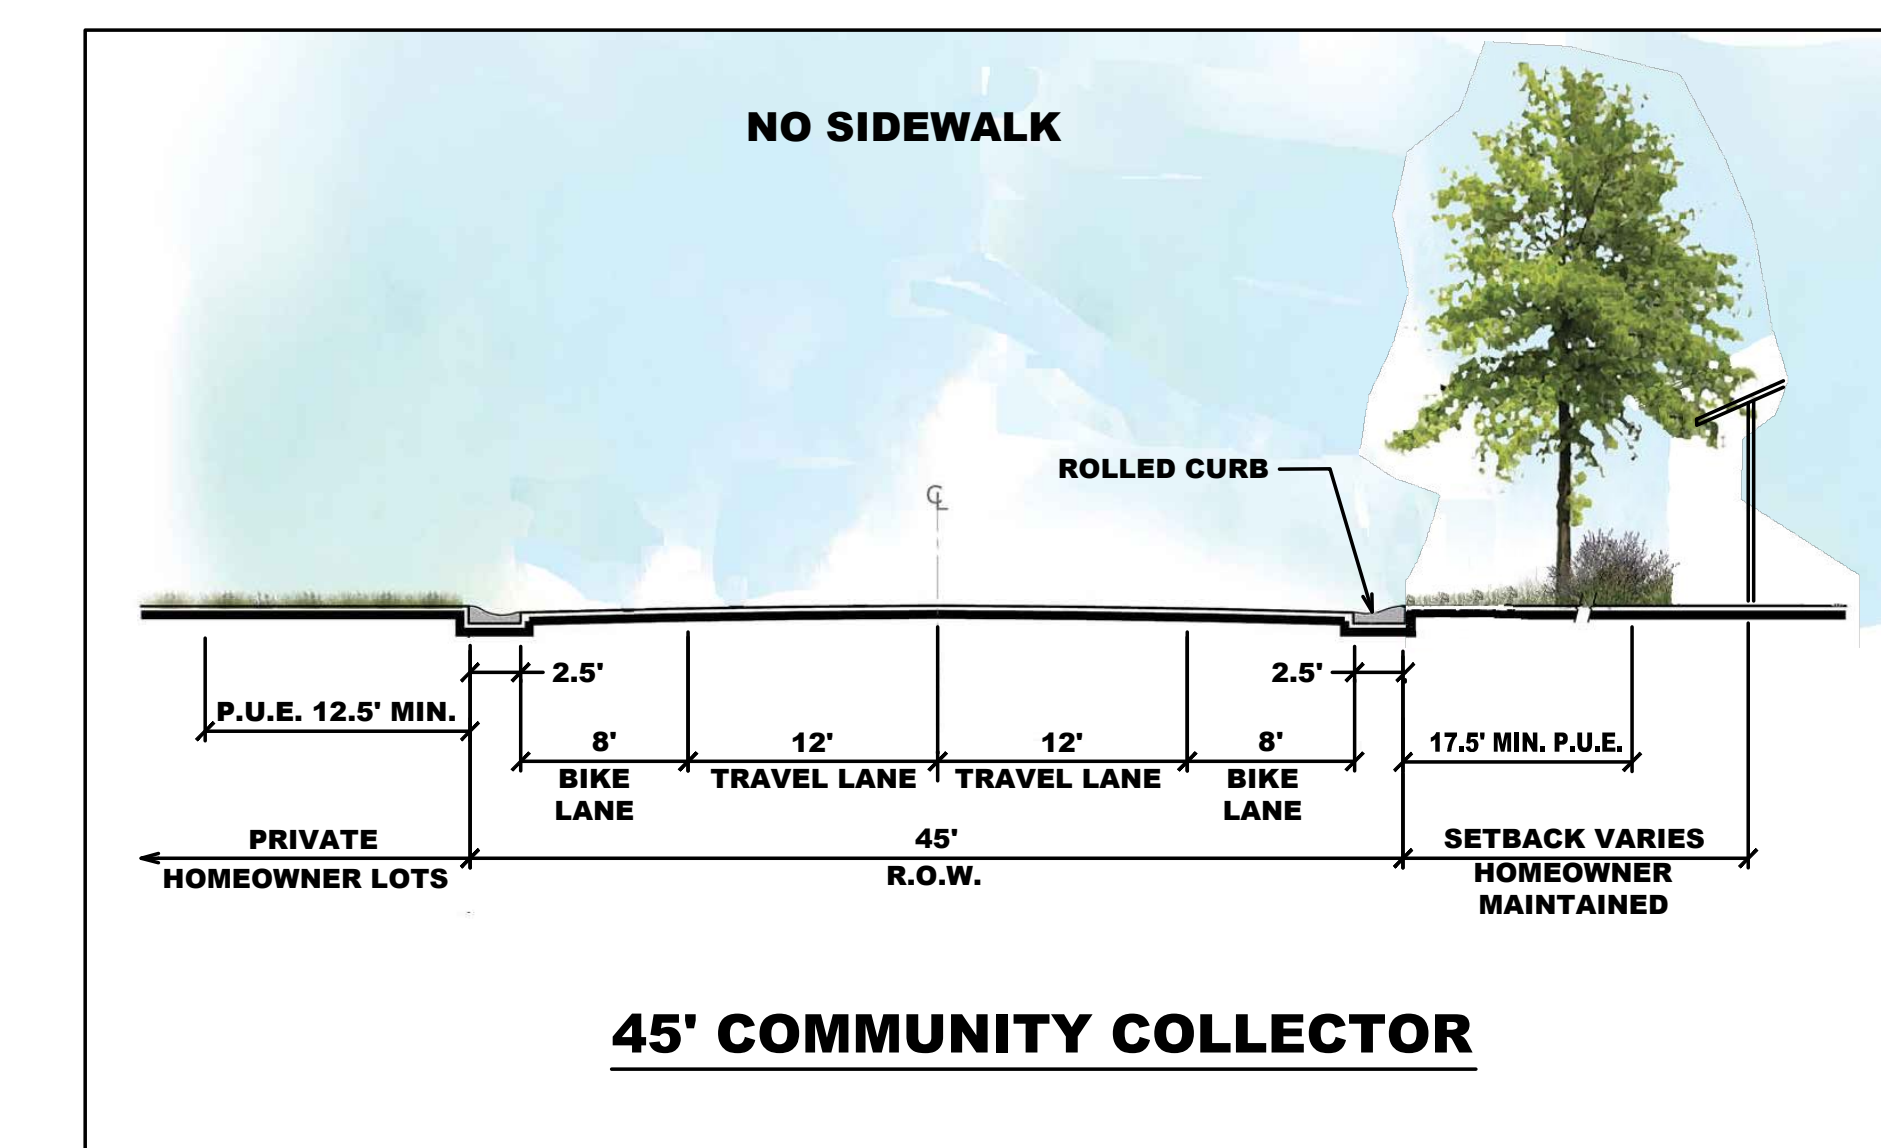 NO SIDEWALK
℄
ROLLED CURB
2.5'
2.5'
P.U.E. 12.5' MIN.
8'
12'
12'
8'
17.5' MIN. P.U.E.
BIKE
LANE
TRAVEL LANE
TRAVEL LANE
BIKE
LANE
PRIVATE
HOMEOWNER LOTS
45'
R.O.W.
SETBACK VARIES
HOMEOWNER
MAINTAINED
45' COMMUNITY COLLECTOR